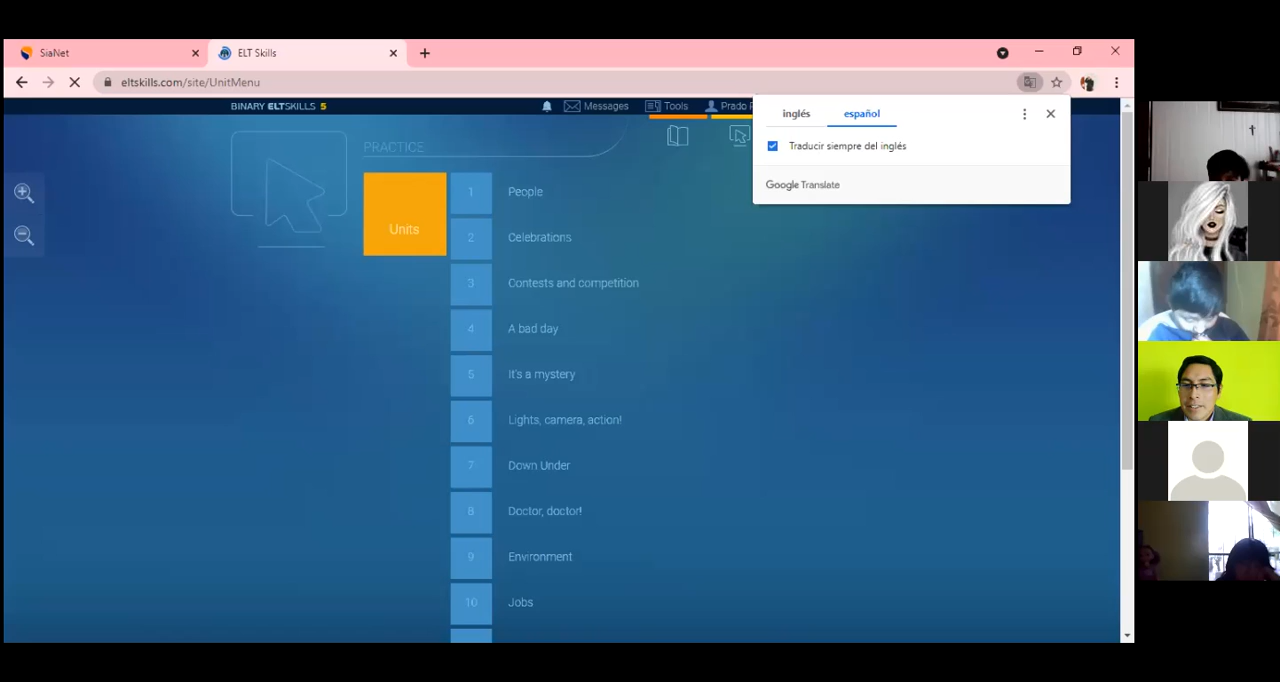 SiaNet
ELT Skills
eltskills.com/site/UnitMenu
BINARY ELTSKILLS 5
Messages
Tools
Prado
inglés
español
Traducir siempre del inglés
Google Translate
PRACTICE
Units
1 People
2 Celebrations
3 Contests and competition
4 A bad day
5 It's a mystery
6 Lights, camera, action!
7 Down Under
8 Doctor, doctor!
9 Environment
10 Jobs